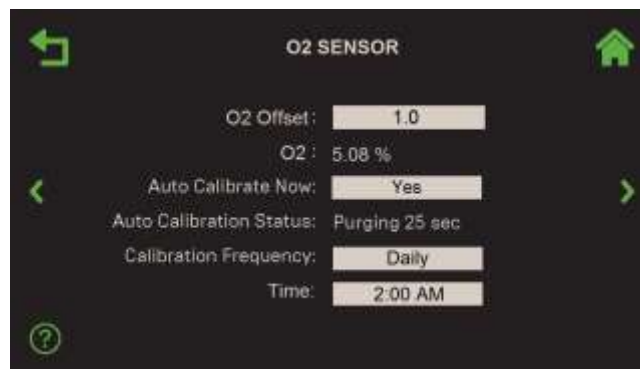 O2 SENSOR
O2 Offset: 1.0
O2 : 5.08 %
Auto Calibrate Now: Yes
Auto Calibration Status: Purging 25 sec
Calibration Frequency: Daily
Time: 2:00 AM
?